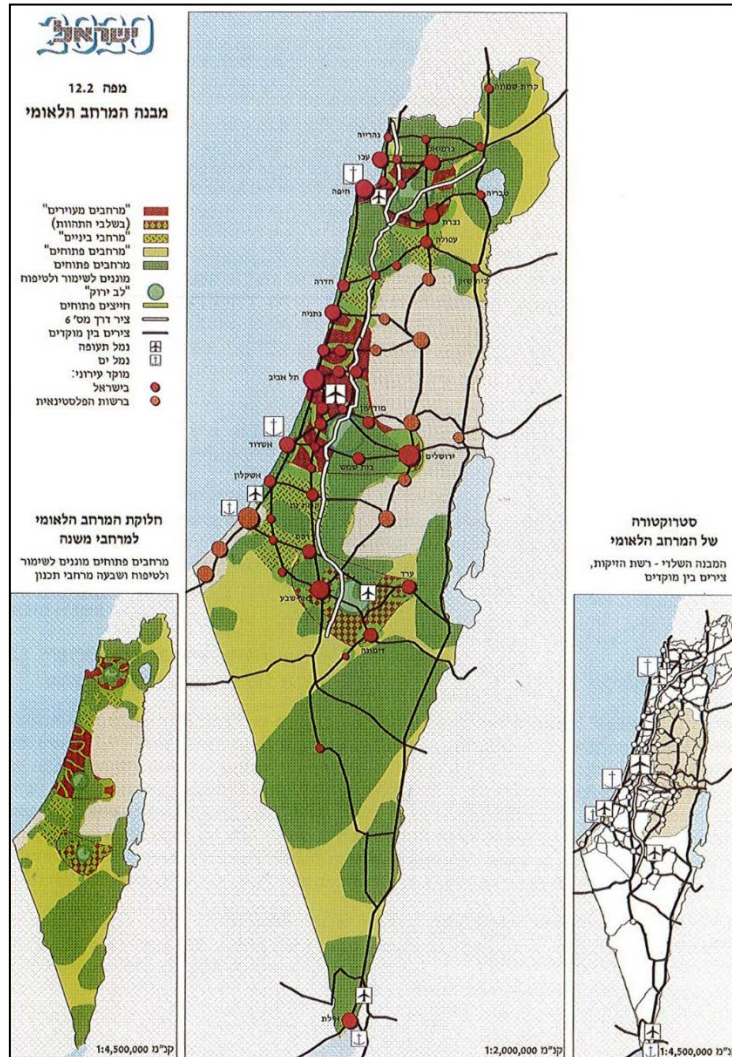 ישראל
2020
מפה 12.2
מבנה המרחב הלאומי
"מרחבים מעויירים"
(בשלבי התהוות)
"מרחבי ביניים"
"מרחבים פתוחים"
מרחבים פתוחים
מוגנים לשימור ולטיפוח
"לב ירוק"
חייצים פתוחים
ציר דרך מס' 6
צירים בין מוקדים
נמל תעופה
נמל ים
מוקד עירוני:
בישראל
ברשות הפלסטינאית
קרית שמונה
נהרייה
עכו
כרמיאל
חיפה
טבריה
נצרת
עפולה
בית שאן
חדרה
נתניה
תל אביב
מודיעין
אשדוד
ירושלים
בית שמש
אשקלון
ערד
באר שבע
דימונה
אילת
קנ"מ 1:2,000,000
חלוקת המרחב הלאומי
למרחבי משנה
מרחבים פתוחים מוגנים לשימור
ולטיפוח ושבעה מרחבי תכנון
קנ"מ 1:4,500,000
סטרוקטורה
של המרחב הלאומי
המבנה השלדי - רשת הזיקות,
צירים בין מוקדים
קנ"מ 1:4,500,000